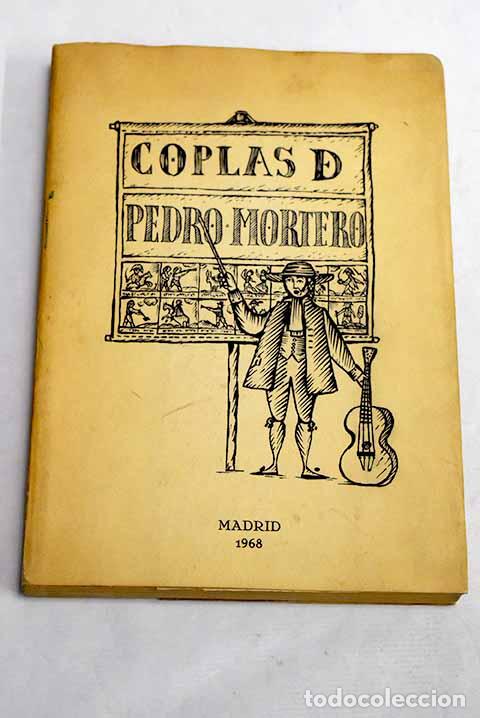 COPLAS D
PEDRO MORTERO
MADRID
1968
todocoleccion